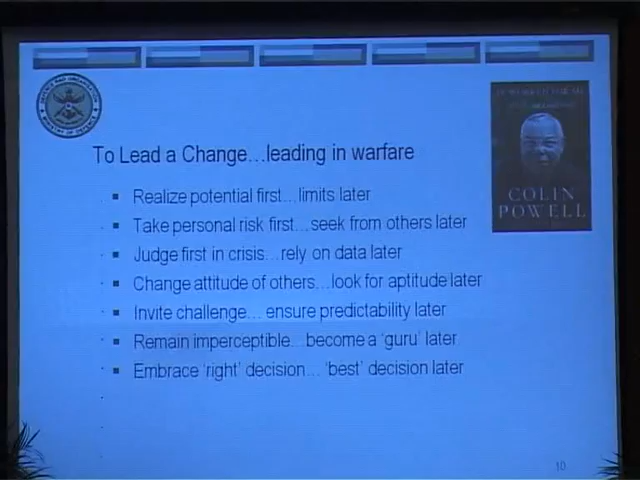 To Lead a Change...leading in warfare
Realize potential first...limits later
Take personal risk first...seek from others later
Judge first in crisis...rely on data later
Change attitude of others...look for aptitude later
Invite challenge... ensure predictability later
Remain imperceptible...become a 'guru' later
Embrace 'right' decision... 'best' decision later
COLIN
POWELL
10